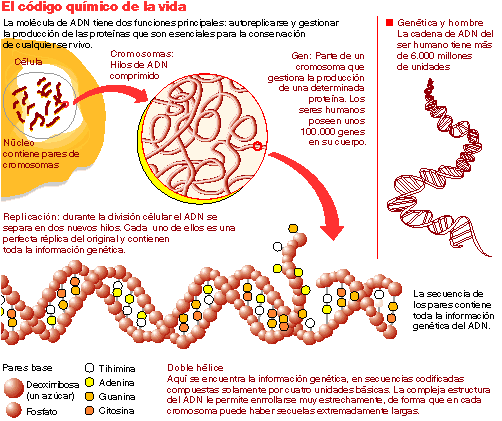 El código químico de la vida
La molécula de ADN tiene dos funciones principales: autoreplicarse y gestionar
la producción de las proteínas que son esenciales para la conservación
de cualquier ser vivo.
Célula
Núcleo
contiene pares de
cromosomas
Cromosomas:
Hilos de ADN
comprimido
Gen: Parte de un
cromosoma que
gestiona la producción
de una determinada
proteína. Los
seres humanos
poseen unos
100.000 genes
en su cuerpo.
Genética y hombre
La cadena de ADN del
ser humano tiene más
de 6.000 millones
de unidades
Replicación: durante la división célular el ADN se
separa en dos nuevos hilos. Cada uno de ellos es una
perfecta réplica del original y contienen
toda la información genética.
La secuencia de
los pares contiene
toda la información
genética del ADN.
Pares base
Deoximibosa
(un azúcar)
Fosfato
Tihimina
Adenina
Guanina
Citosina
Doble hélice
Aquí se encuentra la información genética, en secuencias codificadas
compuestas solamente por cuatro unidades básicas. La compleja estructura
del ADN le permite enrollarse muy estrechamente, de forma que en cada
cromosoma puede haber secuelas extremadamente largas.